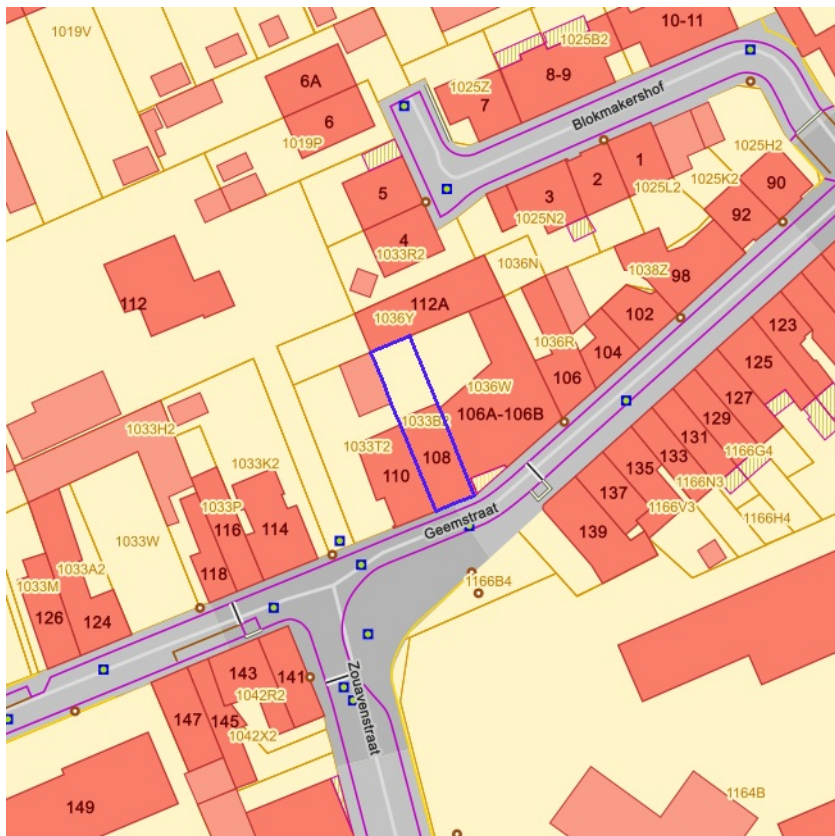 1019V
1025B2
10-11
6A
1025Z
8-9
7
6
Blokmakershof
1019P
1025H2
1
5
2
1025K2
90
3
1025L2
92
1025N2
4
1033R2
1036N
1038Z
98
112
112A
1036Y
102
123
1036R
104
125
106
1036W
127
106A-106B
1033B2
129
1033H2
131
1033T2
1166G4
108
133
1033K2
135
110
1166N3
137
1033P
1166V3
1166H4
116
114
Geemstraat
139
1033W
1033A2
118
1033M
1166B4
126
124
143
141
Zouavenstraat
1042R2
147
145
1042X2
1164B
149